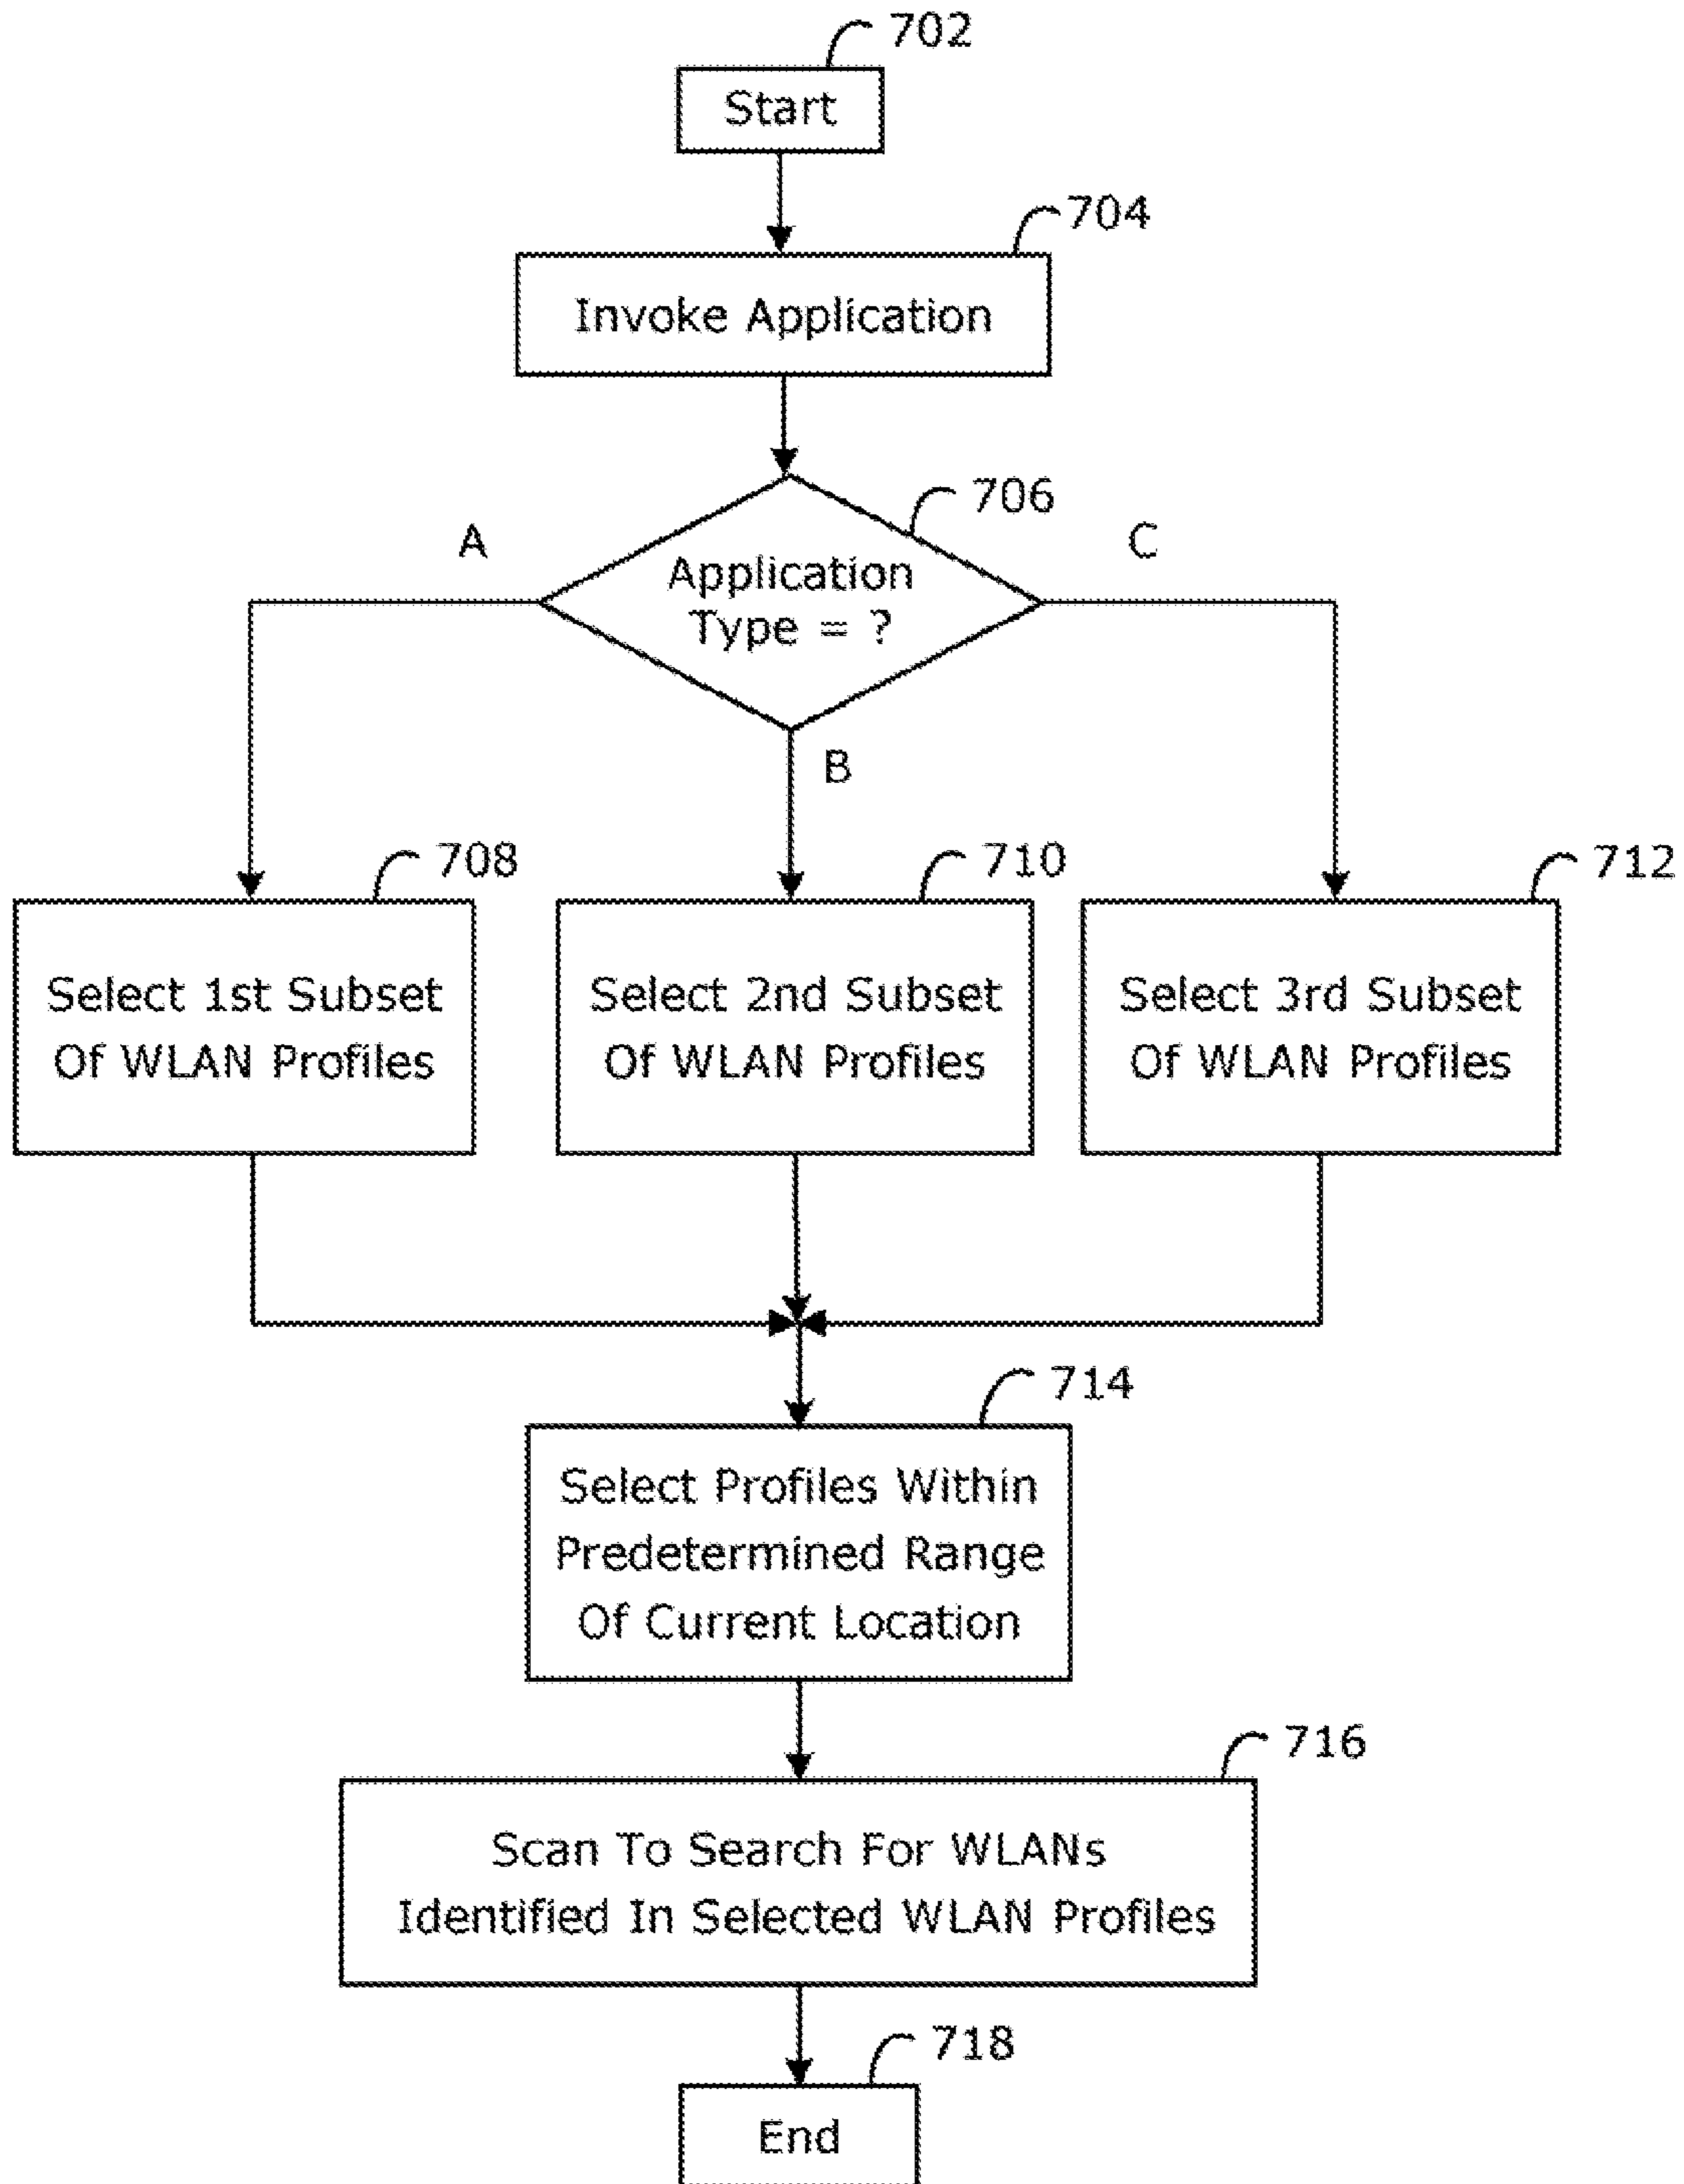 702
Start
704
Invoke Application
706
A
C
Application
Type = ?
B
708
710
712
Select 1st Subset
Of WLAN Profiles
Select 2nd Subset
Of WLAN Profiles
Select 3rd Subset
Of WLAN Profiles
714
Select Profiles Within
Predetermined Range
Of Current Location
716
Scan To Search For WLANs
Identified In Selected WLAN Profiles
718
End